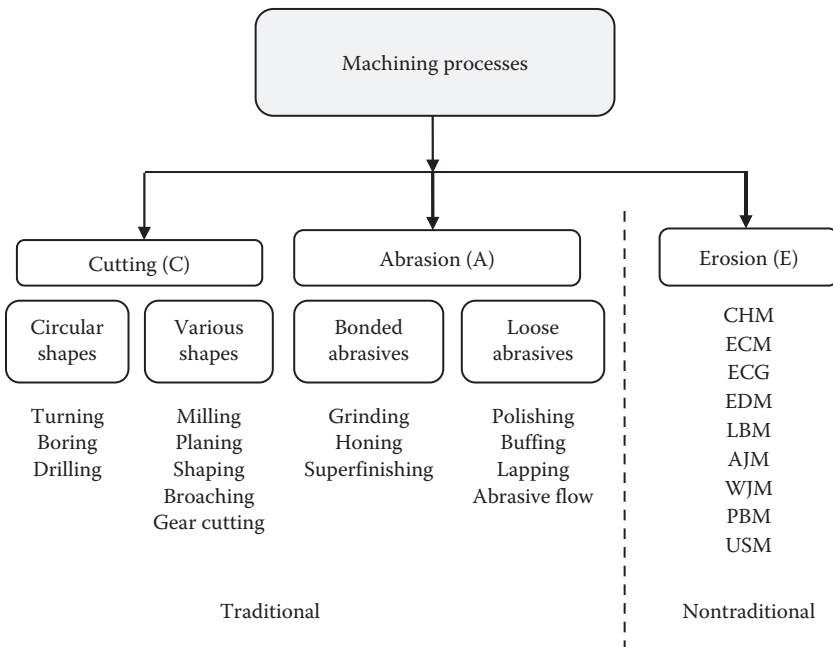 Machining processes
Cutting (C)
Abrasion (A)
Erosion (E)
Circular
shapes
Various
shapes
Bonded
abrasives
Loose
abrasives
Turning
Boring
Drilling
Milling
Planing
Shaping
Broaching
Gear cutting
Grinding
Honing
Superfinishing
Polishing
Buffing
Lapping
Abrasive flow
CHM
ECM
ECG
EDM
LBM
AJM
WJM
PBM
USM
Traditional
Nontraditional